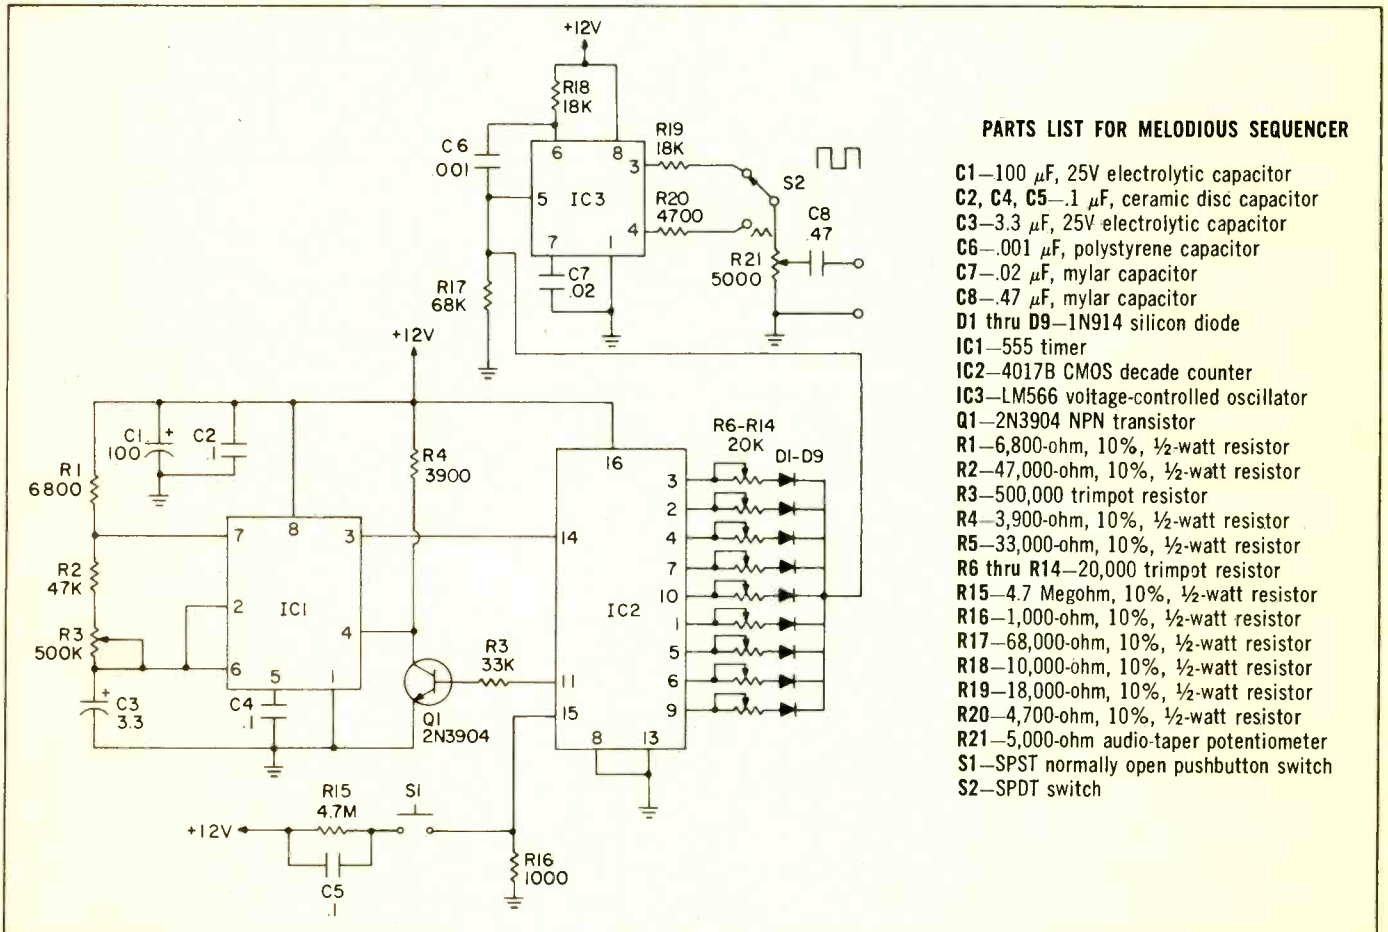 +12V
R18
18K
C6
.001
6
8
3
5
IC3
4
7
1
R19
18K
R20
4700
S2
C8
.47
R21
5000
C7
.02
R17
68K
+12V
C1
100
+
C2
.1
R4
3900
R1
6800
R2
47K
R3
500K
+
C3
3.3
7
8
3
2
IC1
4
6
5
1
C4
.1
Q1
2N3904
R3
33K
16
14
IC2
11
15
8
13
3
2
4
7
10
1
5
6
9
R6-R14
20K
D1-D9
R15
4.7M
S1
+12V
C5
.1
R16
1000
PARTS LIST FOR MELODIOUS SEQUENCER
C1—100 µF, 25V electrolytic capacitor
C2, C4, C5—.1 µF, ceramic disc capacitor
C3—3.3 µF, 25V electrolytic capacitor
C6—.001 µF, polystyrene capacitor
C7—.02 µF, mylar capacitor
C8—.47 µF, mylar capacitor
D1 thru D9—1N914 silicon diode
IC1—555 timer
IC2—4017B CMOS decade counter
IC3—LM566 voltage-controlled oscillator
Q1—2N3904 NPN transistor
R1—6,800-ohm, 10%, ½-watt resistor
R2—47,000-ohm, 10%, ½-watt resistor
R3—500,000 trimpot resistor
R4—3,900-ohm, 10%, ½-watt resistor
R5—33,000-ohm, 10%, ½-watt resistor
R6 thru R14—20,000 trimpot resistor
R15—4.7 Megohm, 10%, ½-watt resistor
R16—1,000-ohm, 10%, ½-watt resistor
R17—68,000-ohm, 10%, ½-watt resistor
R18—10,000-ohm, 10%, ½-watt resistor
R19—18,000-ohm, 10%, ½-watt resistor
R20—4,700-ohm, 10%, ½-watt resistor
R21—5,000-ohm audio-taper potentiometer
S1—SPST normally open pushbutton switch
S2—SPDT switch